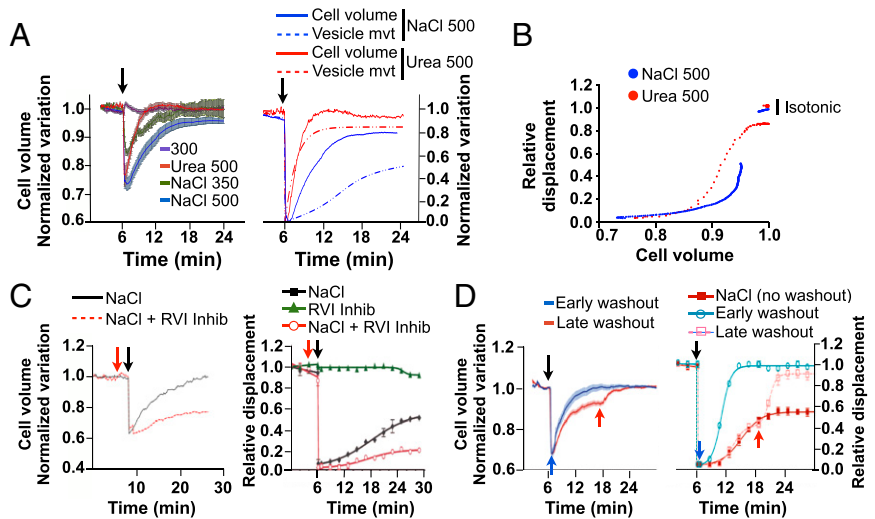 A
Cell volume
Normalized variation
1.0
0.9
0.8
0.7
0.6
300
Urea 500
NaCl 350
NaCl 500
6 12 18 24
Time (min)
Cell volume
Vesicle mvt
NaCl 500
Cell volume
Vesicle mvt
Urea 500
1.0
0.8
0.6
0.4
0.2
0.0
Normalized variation
6 12 18 24
Time (min)
B
NaCl 500
Urea 500
Isotonic
Relative
displacement
1.2
1.0
0.8
0.6
0.4
0.2
0.0
0.7 0.8 0.9 1.0
Cell volume
C
NaCl
NaCl + RVI Inhib
Cell volume
Normalized variation
1.2
1.0
0.8
0.6
0.4
10 20 30
Time (min)
NaCl
RVI Inhib
NaCl + RVI Inhib
Relative displacement
1.2
1.0
0.8
0.6
0.4
0.2
0.0
0 6 12 18 24 30
Time (min)
D
Early washout
Late washout
Cell volume
Normalized variation
1.0
0.8
0.6
6 12 18 24
Time (min)
NaCl (no washout)
Early washout
Late washout
1.2
1.0
0.8
0.6
0.4
0.2
0.0
Relative displacement
6 12 18 24
Time (min)